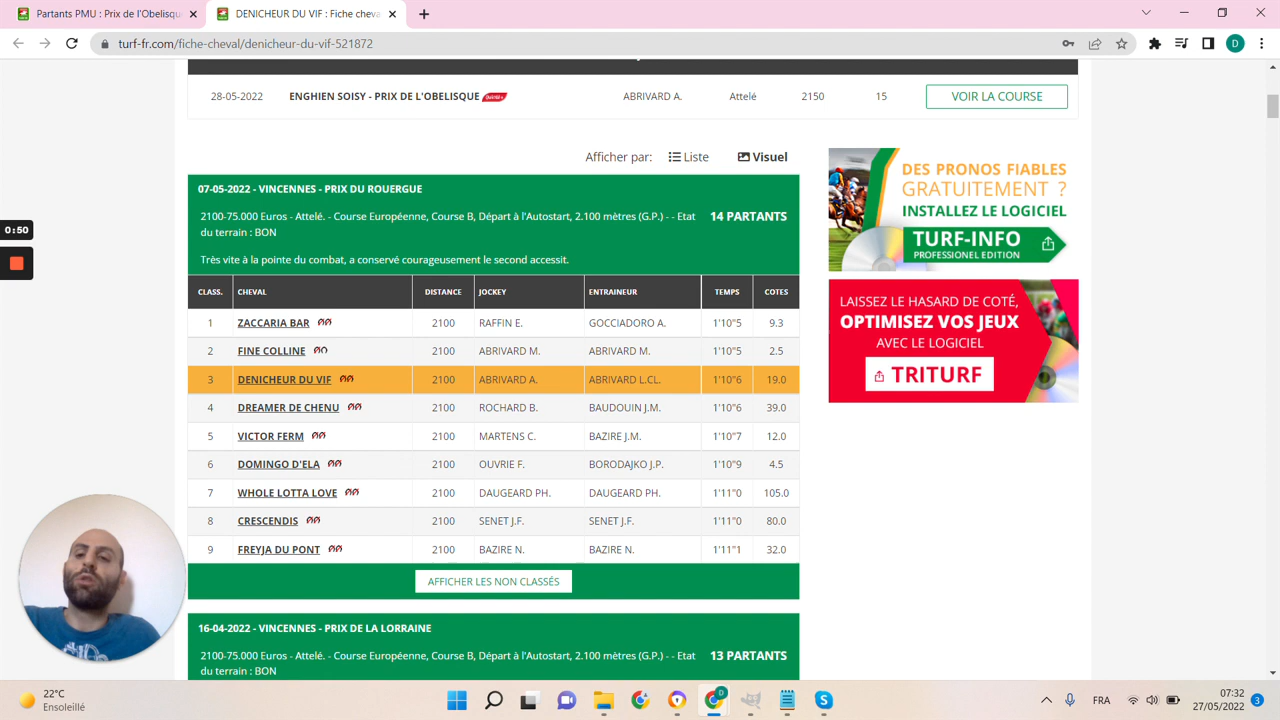 Partants PMU : Prix de l'Obelisqu
DENICHEUR DU VIF : Fiche chev
turf-fr.com/fiche-cheval/denicheur-du-vif-521872
D
28-05-2022 ENGHIEN SOISY - PRIX DE L'OBELISQUE Quinté+ ABRIVARD A. Attelé 2150 15 VOIR LA COURSE
Afficher par: Liste Visuel
07-05-2022 - VINCENNES - PRIX DU ROUERGUE
2100-75.000 Euros - Attelé. - Course Européenne, Course B, Départ à l'Autostart, 2.100 mètres (G.P.) - - Etat
du terrain : BON
14 PARTANTS
Très vite à la pointe du combat, a conservé courageusement le second accessit.
CLASS. CHEVAL DISTANCE JOCKEY ENTRAINEUR TEMPS COTES
1 ZACCARIA BAR 2100 RAFFIN E. GOCCIADORO A. 1'10"5 9.3
2 FINE COLLINE 2100 ABRIVARD M. ABRIVARD M. 1'10"5 2.5
3 DENICHEUR DU VIF 2100 ABRIVARD A. ABRIVARD L.CL. 1'10"6 19.0
4 DREAMER DE CHENU 2100 ROCHARD B. BAUDOUIN J.M. 1'10"6 39.0
5 VICTOR FERM 2100 MARTENS C. BAZIRE J.M. 1'10"7 12.0
6 DOMINGO D'ELA 2100 OUVRIE F. BORODAJKO J.P. 1'10"9 4.5
7 WHOLE LOTTA LOVE 2100 DAUGEARD PH. DAUGEARD PH. 1'11"0 105.0
8 CRESCENDIS 2100 SENET J.F. SENET J.F. 1'11"0 80.0
9 FREYJA DU PONT 2100 BAZIRE N. BAZIRE N. 1'11"1 32.0
AFFICHER LES NON CLASSÉS
16-04-2022 - VINCENNES - PRIX DE LA LORRAINE
2100-75.000 Euros - Attelé. - Course Européenne, Course B, Départ à l'Autostart, 2.100 mètres (G.P.) - - Etat
du terrain : BON
13 PARTANTS
DES PRONOS FIABLES
GRATUITEMENT ?
INSTALLEZ LE LOGICIEL
TURF-INFO
PROFESIONEL EDITION
LAISSEZ LE HASARD DE COTÉ,
OPTIMISEZ VOS JEUX
AVEC LE LOGICIEL
TRITURF
0:50
22°C
Ensoleillé
D
FRA
07:32
27/05/2022
3